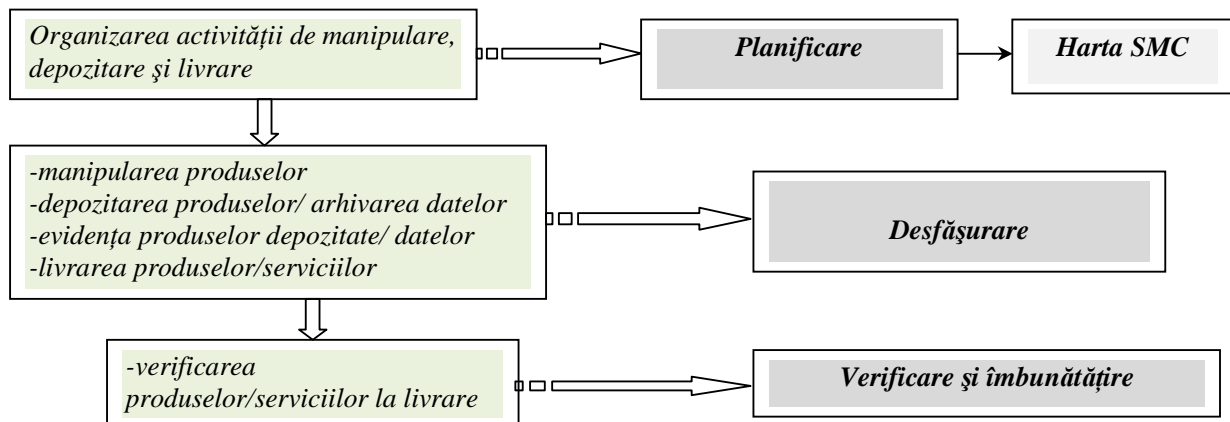 Organizarea activității de manipulare,
depozitare şi livrare
Planificare
Harta SMC
-manipularea produselor
-depozitarea produselor/ arhivarea datelor
-evidența produselor depozitate/ datelor
-livrarea produselor/serviciilor
Desfăşurare
-verificarea
produselor/serviciilor la livrare
Verificare şi îmbunătăţire